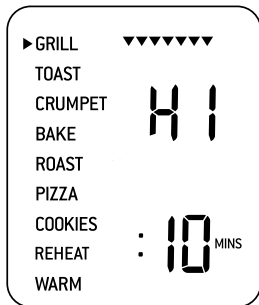 GRILL
TOAST
CRUMPET
HI
BAKE
ROAST
PIZZA
COOKIES
REHEAT
:10 MINS
WARM